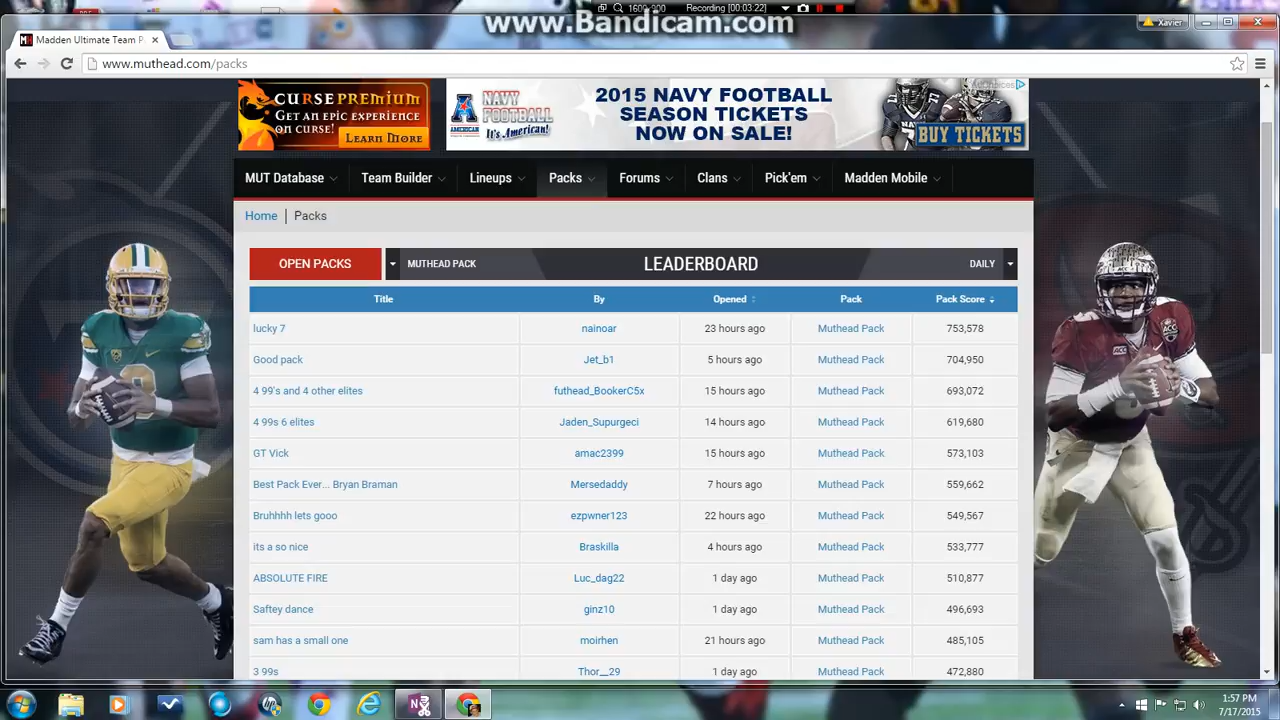 1600x900 Recording [00:03:22]
www.Bandicam.com
Madden Ultimate Team P
Xavier
www.muthead.com/packs
CURSE PREMIUM
GET AN EPIC EXPERIENCE
ON CURSE!
LEARN MORE
AMERICAN
NAVY
FOOTBALL
It's American!
2015 NAVY FOOTBALL
SEASON TICKETS
NOW ON SALE!
AdChoices
BUY TICKETS
MUT Database Team Builder Lineups Packs Forums Clans Pick'em Madden Mobile
Home Packs
OPEN PACKS MUTHEAD PACK LEADERBOARD DAILY
Title By Opened Pack Pack Score
lucky 7 nainoar 23 hours ago Muthead Pack 753,578
Good pack Jet_b1 5 hours ago Muthead Pack 704,950
4 99's and 4 other elites futhead_BookerC5x 15 hours ago Muthead Pack 693,072
4 99s 6 elites Jaden_Supurgeci 14 hours ago Muthead Pack 619,680
GT Vick amac2399 15 hours ago Muthead Pack 573,103
Best Pack Ever... Bryan Braman Mersedaddy 7 hours ago Muthead Pack 559,662
Bruhhhh lets gooo ezpwner123 22 hours ago Muthead Pack 549,567
its a so nice Braskilla 4 hours ago Muthead Pack 533,777
ABSOLUTE FIRE Luc_dag22 1 day ago Muthead Pack 510,877
Saftey dance ginz10 1 day ago Muthead Pack 496,693
sam has a small one moirhen 21 hours ago Muthead Pack 485,105
3 99s Thor__29 1 day ago Muthead Pack 472,880
1:57 PM
7/17/2015